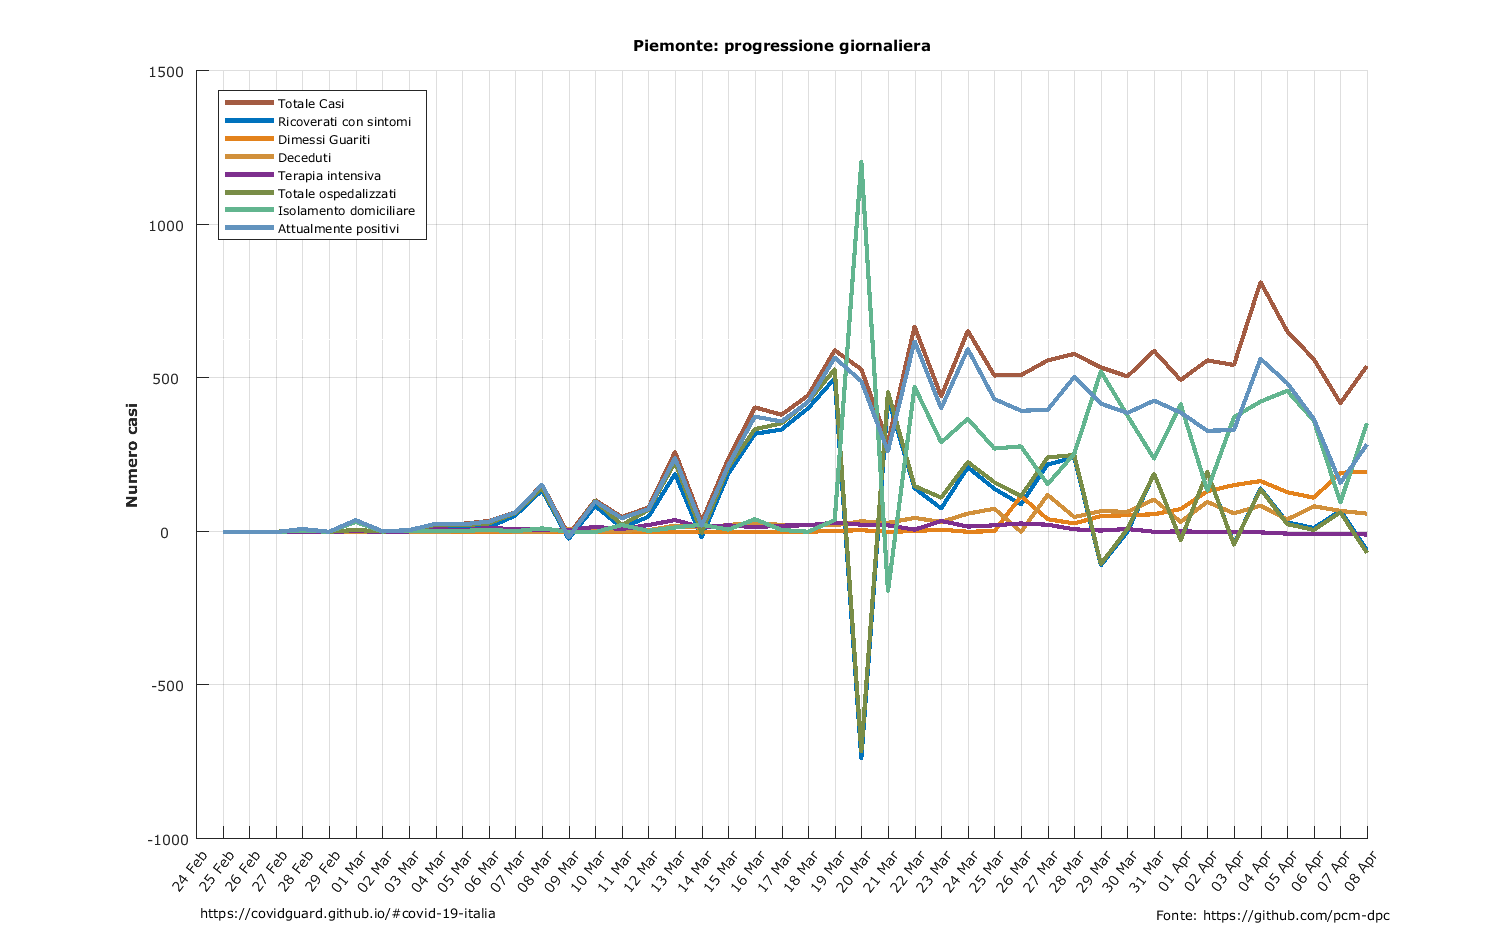 Piemonte: progressione giornaliera
Numero casi
1500
1000
500
0
-500
-1000
Totale Casi
Ricoverati con sintomi
Dimessi Guariti
Deceduti
Terapia intensiva
Totale ospedalizzati
Isolamento domiciliare
Attualmente positivi
24 Feb
25 Feb
26 Feb
27 Feb
28 Feb
29 Feb
01 Mar
02 Mar
03 Mar
04 Mar
05 Mar
06 Mar
07 Mar
08 Mar
09 Mar
10 Mar
11 Mar
12 Mar
13 Mar
14 Mar
15 Mar
16 Mar
17 Mar
18 Mar
19 Mar
20 Mar
21 Mar
22 Mar
23 Mar
24 Mar
25 Mar
26 Mar
27 Mar
28 Mar
29 Mar
30 Mar
31 Mar
01 Apr
02 Apr
03 Apr
04 Apr
05 Apr
06 Apr
07 Apr
08 Apr
https://covidguard.github.io/#covid-19-italia
Fonte: https://github.com/pcm-dpc